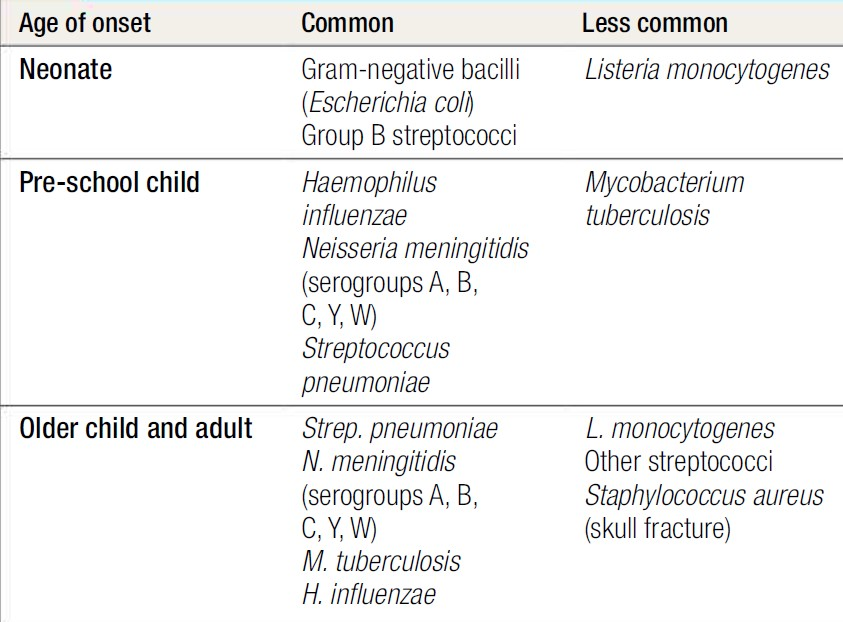 Age of onset Common Less common
Neonate Gram-negative bacilli Listeria monocytogenes
(Escherichia coli)
Group B streptococci
Pre-school child Haemophilus Mycobacterium
influenzae tuberculosis
Neisseria meningitidis
(serogroups A, B,
C, Y, W)
Streptococcus
pneumoniae
Older child and adult Strep. pneumoniae L. monocytogenes
N. meningitidis Other streptococci
(serogroups A, B, Staphylococcus aureus
C, Y, W) (skull fracture)
M. tuberculosis
H. influenzae